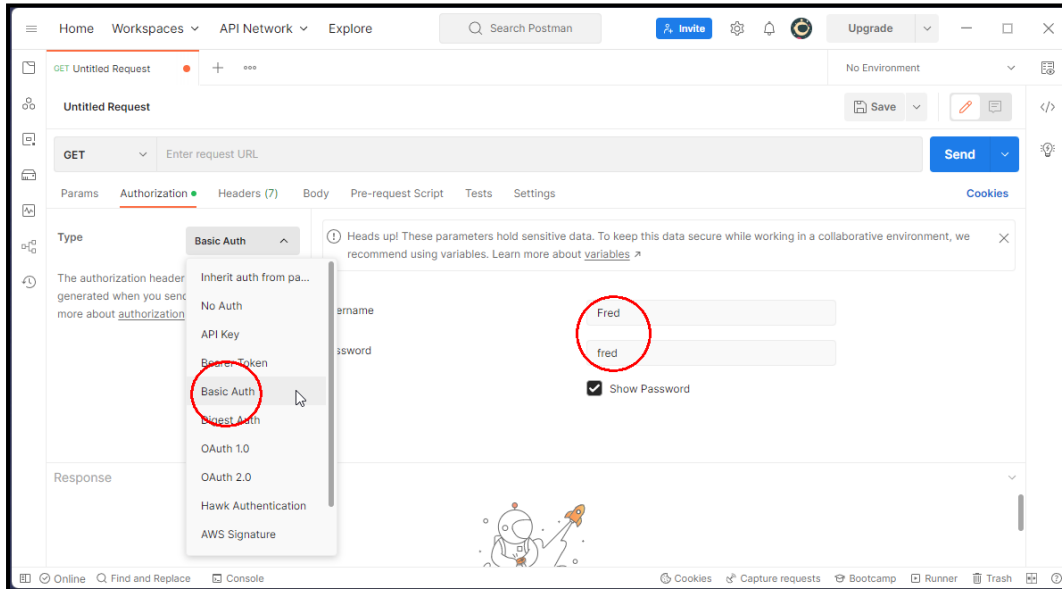 Home Workspaces API Network Explore Search Postman Invite Upgrade
GET Untitled Request No Environment
Untitled Request Save
GET Enter request URL Send
Params Authorization Headers (7) Body Pre-request Script Tests Settings Cookies
Type Basic Auth
Heads up! These parameters hold sensitive data. To keep this data secure while working in a collaborative environment, we
recommend using variables. Learn more about variables
The authorization header
generated when you send
more about authorization
Inherit auth from pa...
No Auth
API Key
Bearer Token
Basic Auth
Digest Auth
OAuth 1.0
OAuth 2.0
Hawk Authentication
AWS Signature
ername Fred
ssword fred
Show Password
Response
Online Find and Replace Console Cookies Capture requests Bootcamp Runner Trash